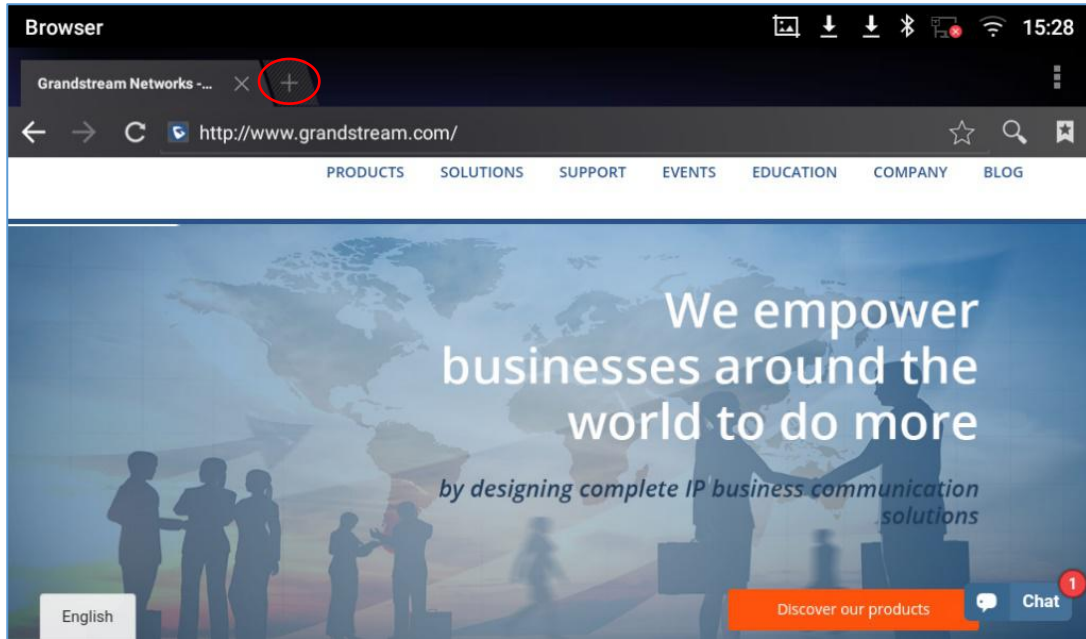 Browser 15:28
Grandstream Networks -...
http://www.grandstream.com/
PRODUCTS SOLUTIONS SUPPORT EVENTS EDUCATION COMPANY BLOG
We empower
businesses around the
world to do more
by designing complete IP business communication
solutions
English
Discover our products
Chat
1